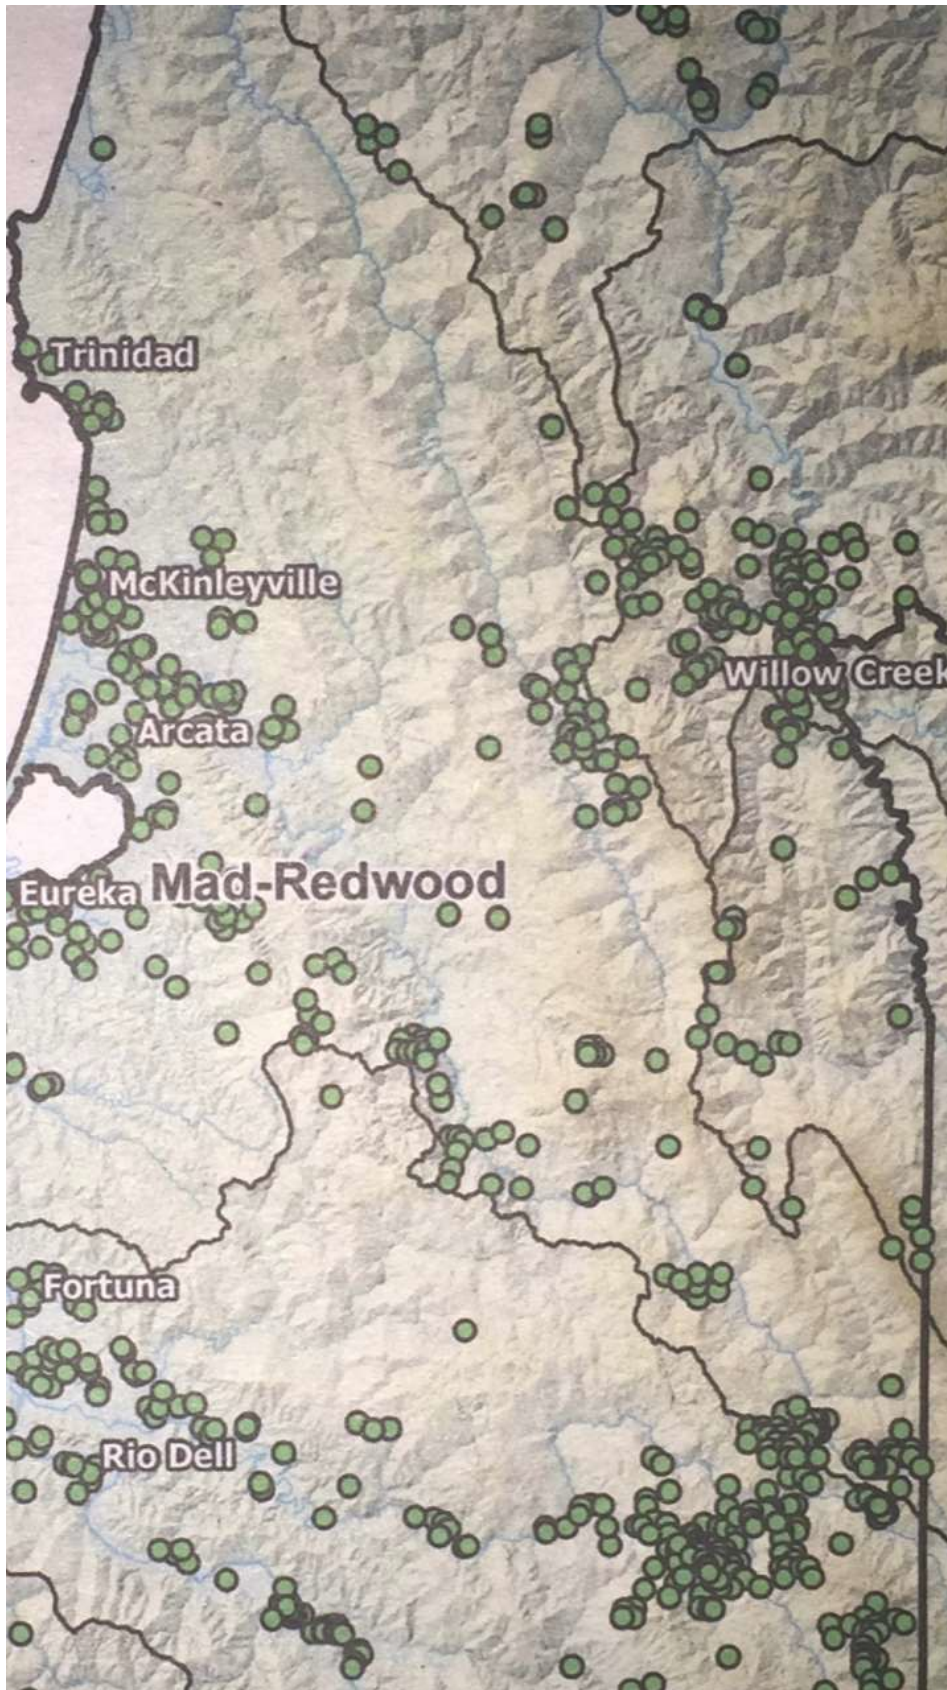 Trinidad
McKinleyville
Willow Creek
Arcata
Eureka
Mad-Redwood
Fortuna
Rio Dell